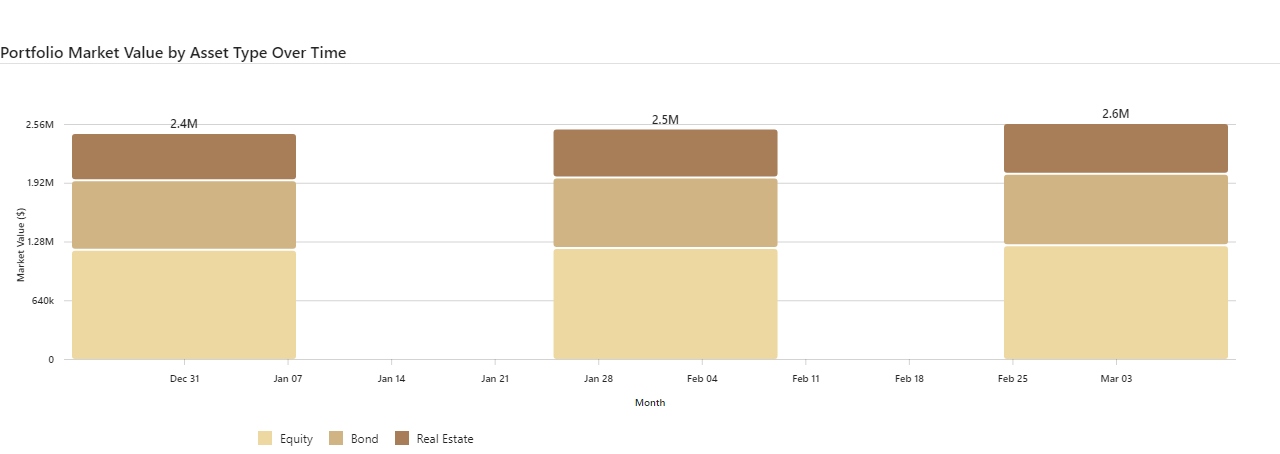 Portfolio Market Value by Asset Type Over Time
2.4M
2.5M
2.6M
2.56M
1.92M
1.28M
640k
0
Market Value ($)
Dec 31
Jan 07
Jan 14
Jan 21
Jan 28
Feb 04
Feb 11
Feb 18
Feb 25
Mar 03
Month
Equity
Bond
Real Estate